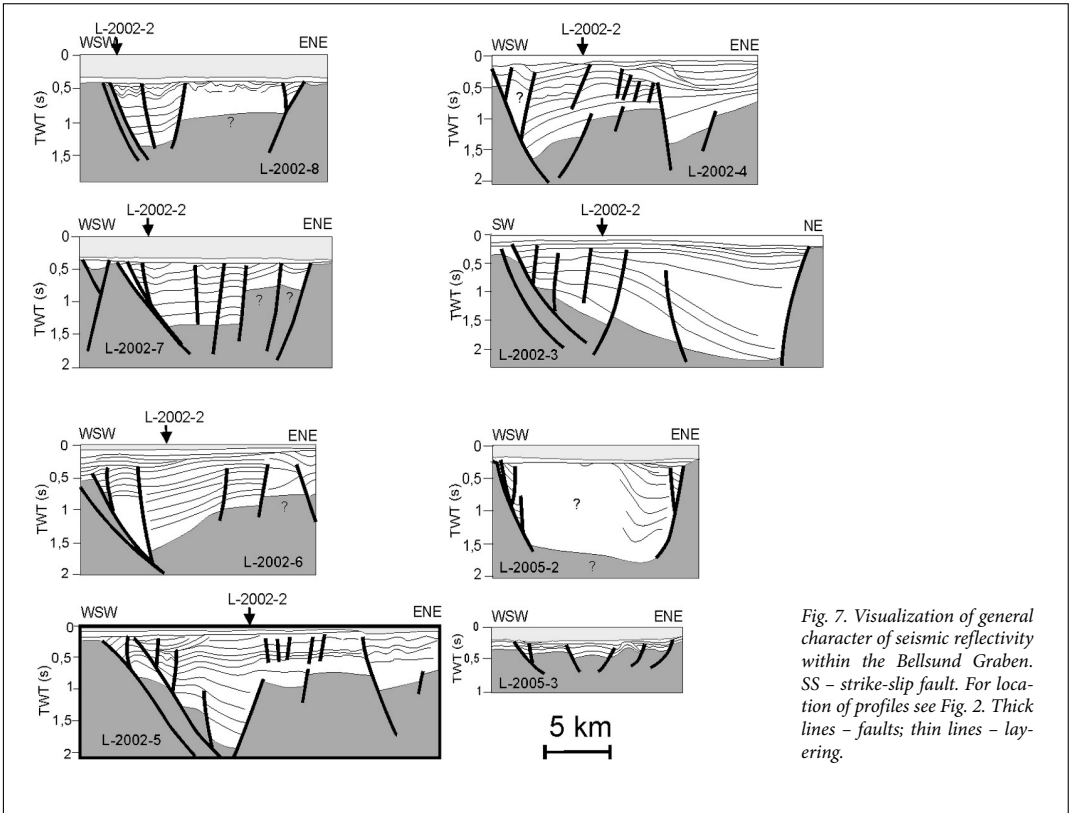 L-2002-2
WSW ENE
0
0,5
1
1,5
TWT (s)
?
L-2002-8
L-2002-2
WSW ENE
0
0,5
1
1,5
2
TWT (s)
?
L-2002-4
L-2002-2
WSW ENE
0
0,5
1
1,5
2
TWT (s)
? ?
L-2002-7
L-2002-2
SW NE
0
0,5
1
1,5
2
TWT (s)
L-2002-3
L-2002-2
WSW ENE
0
0,5
1
1,5
2
TWT (s)
?
L-2002-6
WSW ENE
0
0,5
1
1,5
2
TWT (s)
?
L-2005-2
?
L-2002-2
WSW ENE
0
0,5
1
1,5
2
TWT (s)
L-2002-5
WSW ENE
0
0,5
1
TWT (s)
L-2005-3
5 km
Fig. 7. Visualization of general
character of seismic reflectivity
within the Bellsund Graben.
SS – strike-slip fault. For loca-
tion of profiles see Fig. 2. Thick
lines – faults; thin lines – lay-
ering.